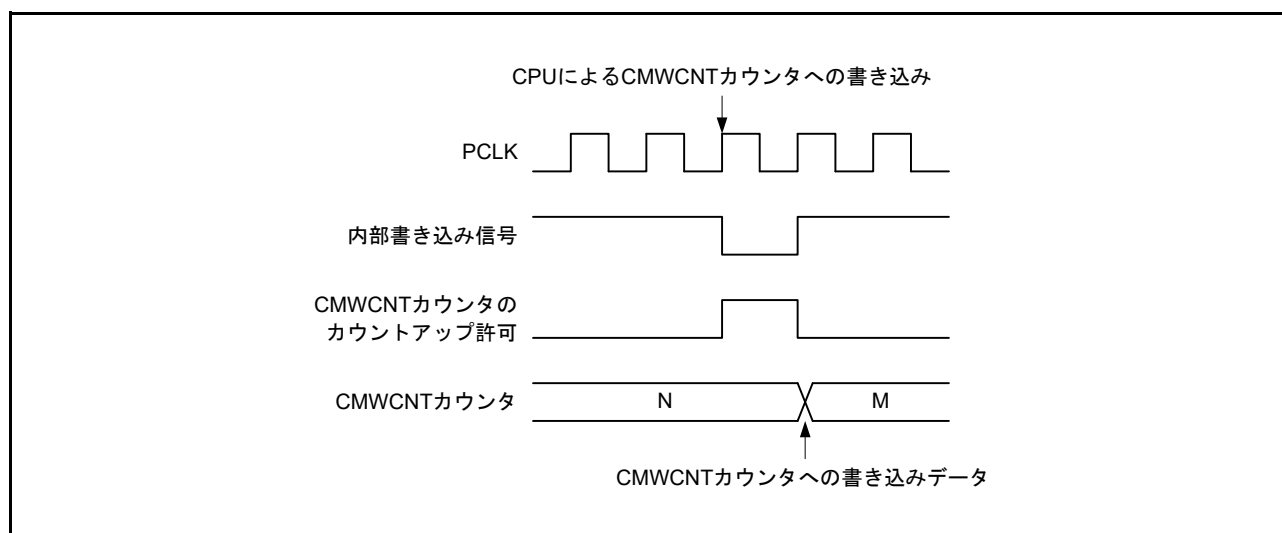 CPUによるCMWCNTカウンタへの書き込み
PCLK
内部書き込み信号
CMWCNTカウンタの
カウントアップ許可
CMWCNTカウンタ
N
M
CMWCNTカウンタへの書き込みデータ